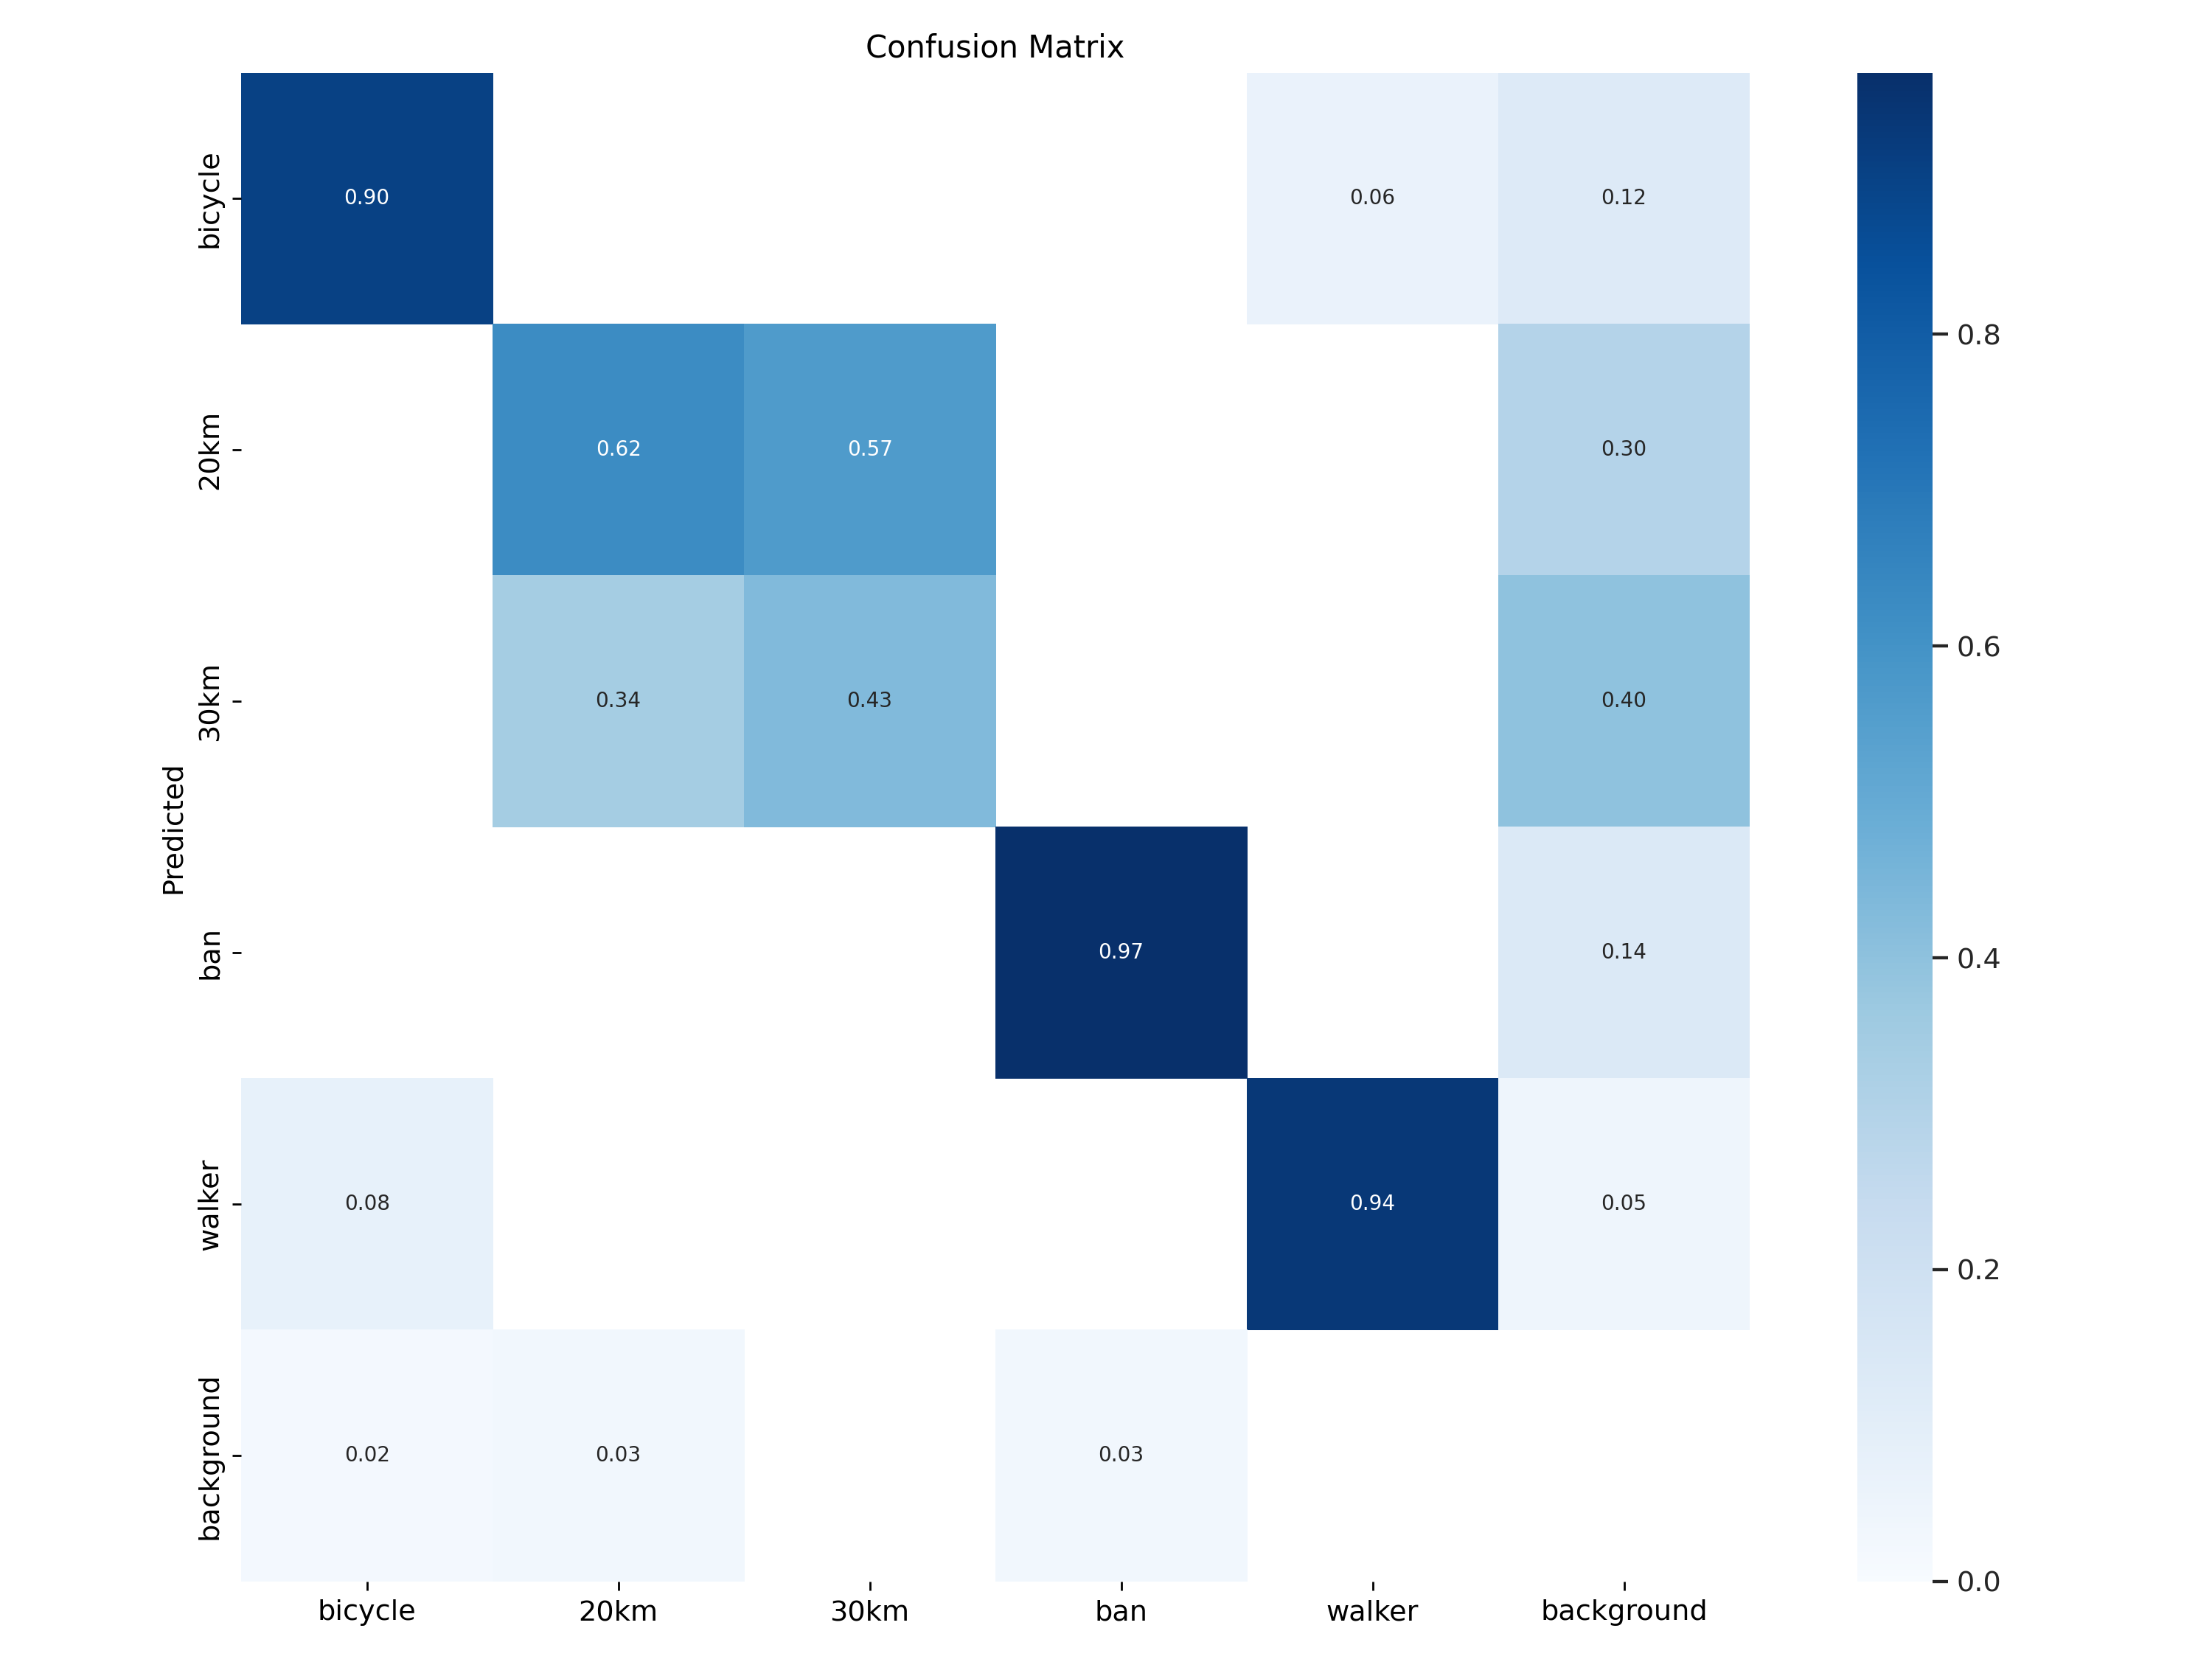 Confusion Matrix
bicycle 0.90 0.06 0.12
20km 0.62 0.57 0.30
30km 0.34 0.43 0.40
Predicted
ban 0.97 0.14
walker 0.08 0.94 0.05
background 0.02 0.03 0.03
bicycle 20km 30km ban walker background
0.8
0.6
0.4
0.2
0.0